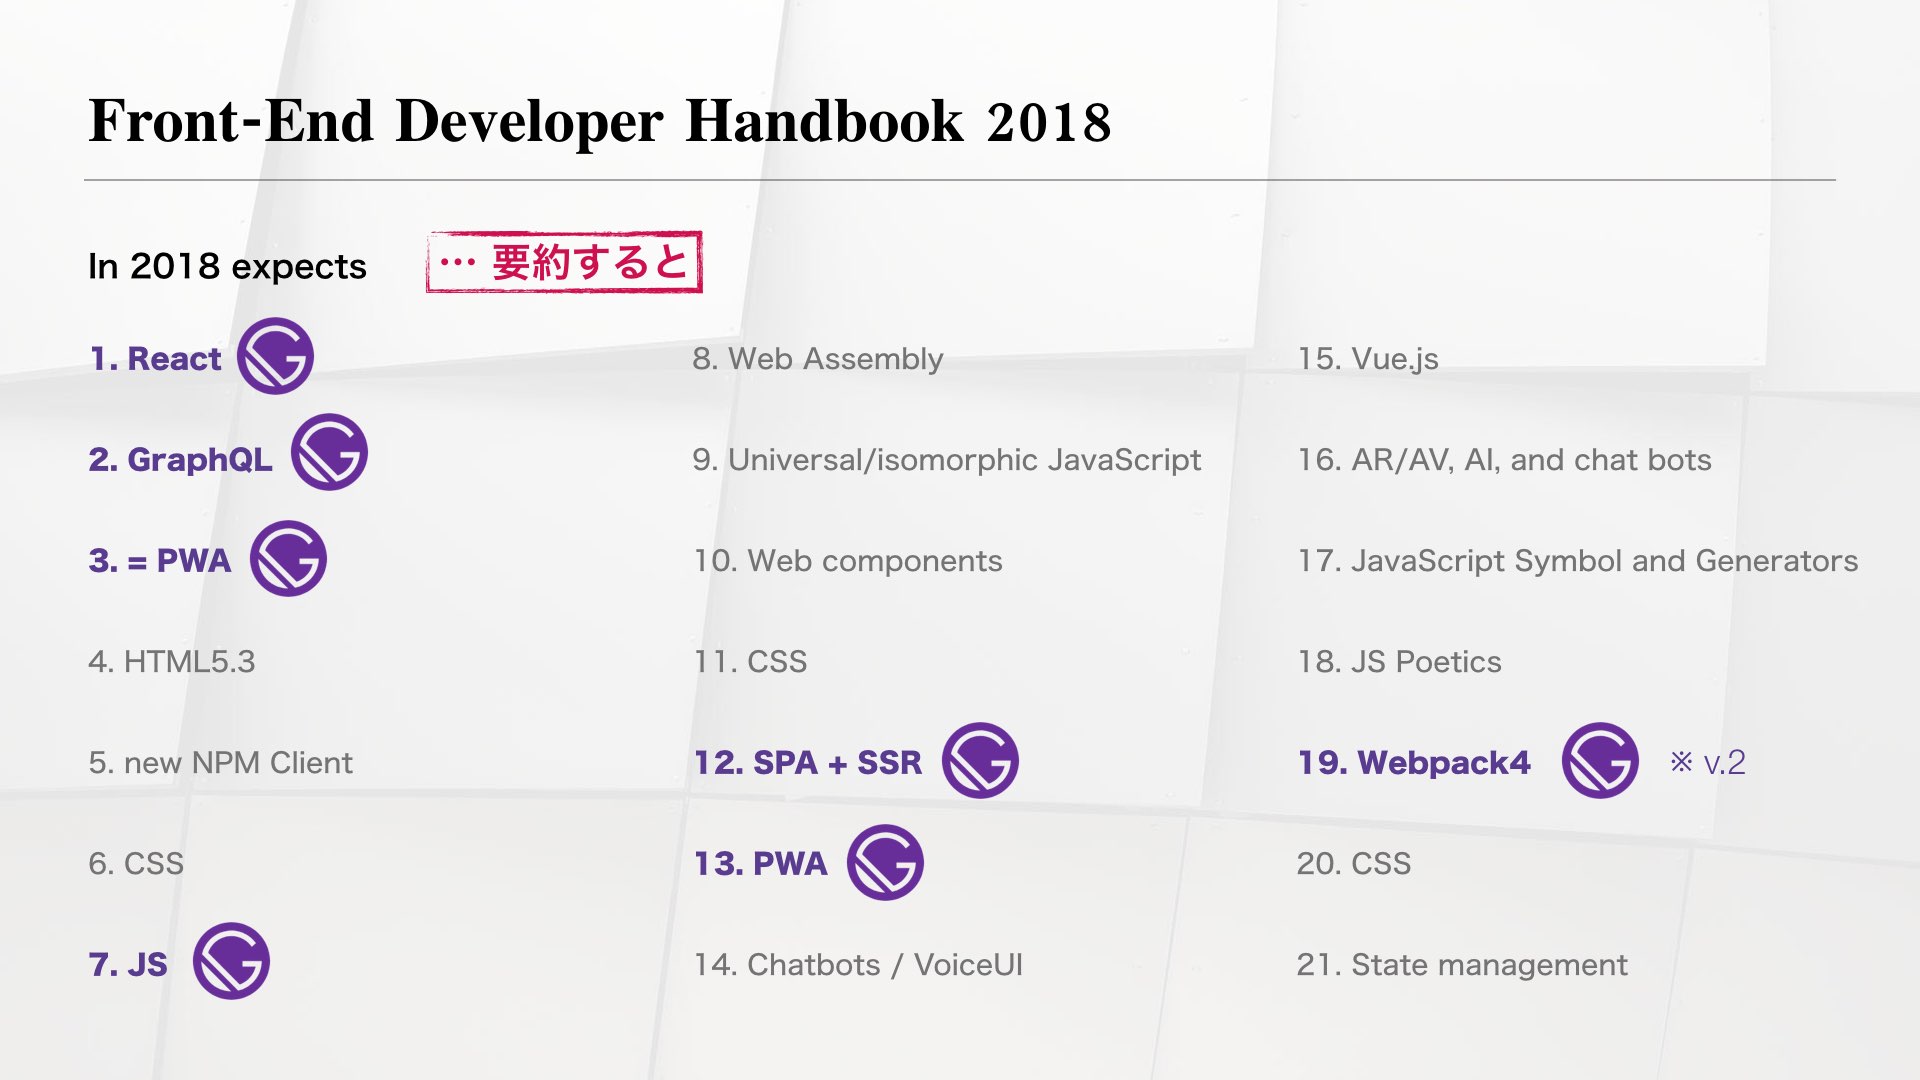 Front-End Developer Handbook 2018
In 2018 expects
… 要約すると
1. React
2. GraphQL
3. = PWA
4. HTML5.3
5. new NPM Client
6. CSS
7. JS
8. Web Assembly
9. Universal/isomorphic JavaScript
10. Web components
11. CSS
12. SPA + SSR
13. PWA
14. Chatbots / VoiceUI
15. Vue.js
16. AR/AV, AI, and chat bots
17. JavaScript Symbol and Generators
18. JS Poetics
19. Webpack4 ※ v.2
20. CSS
21. State management